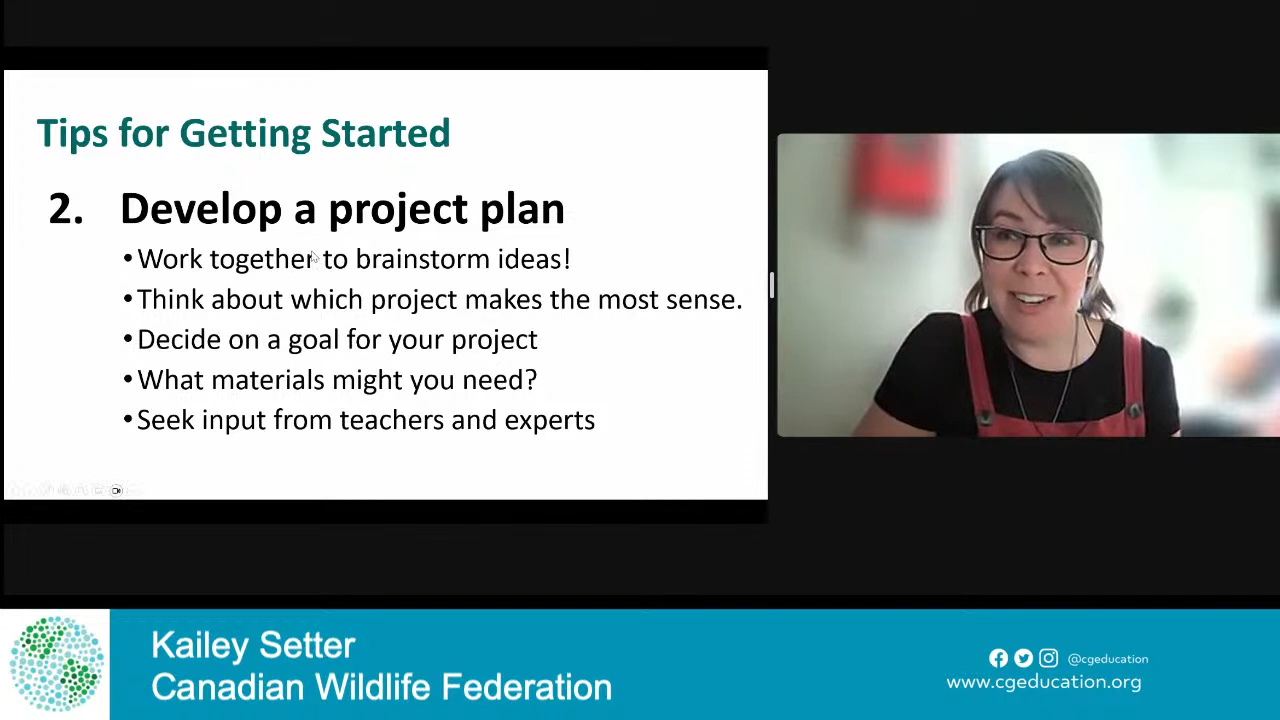 Tips for Getting Started
2. Develop a project plan
•Work together to brainstorm ideas!
•Think about which project makes the most sense.
•Decide on a goal for your project
•What materials might you need?
•Seek input from teachers and experts
Kailey Setter
Canadian Wildlife Federation
@cgeducation
www.cgeducation.org